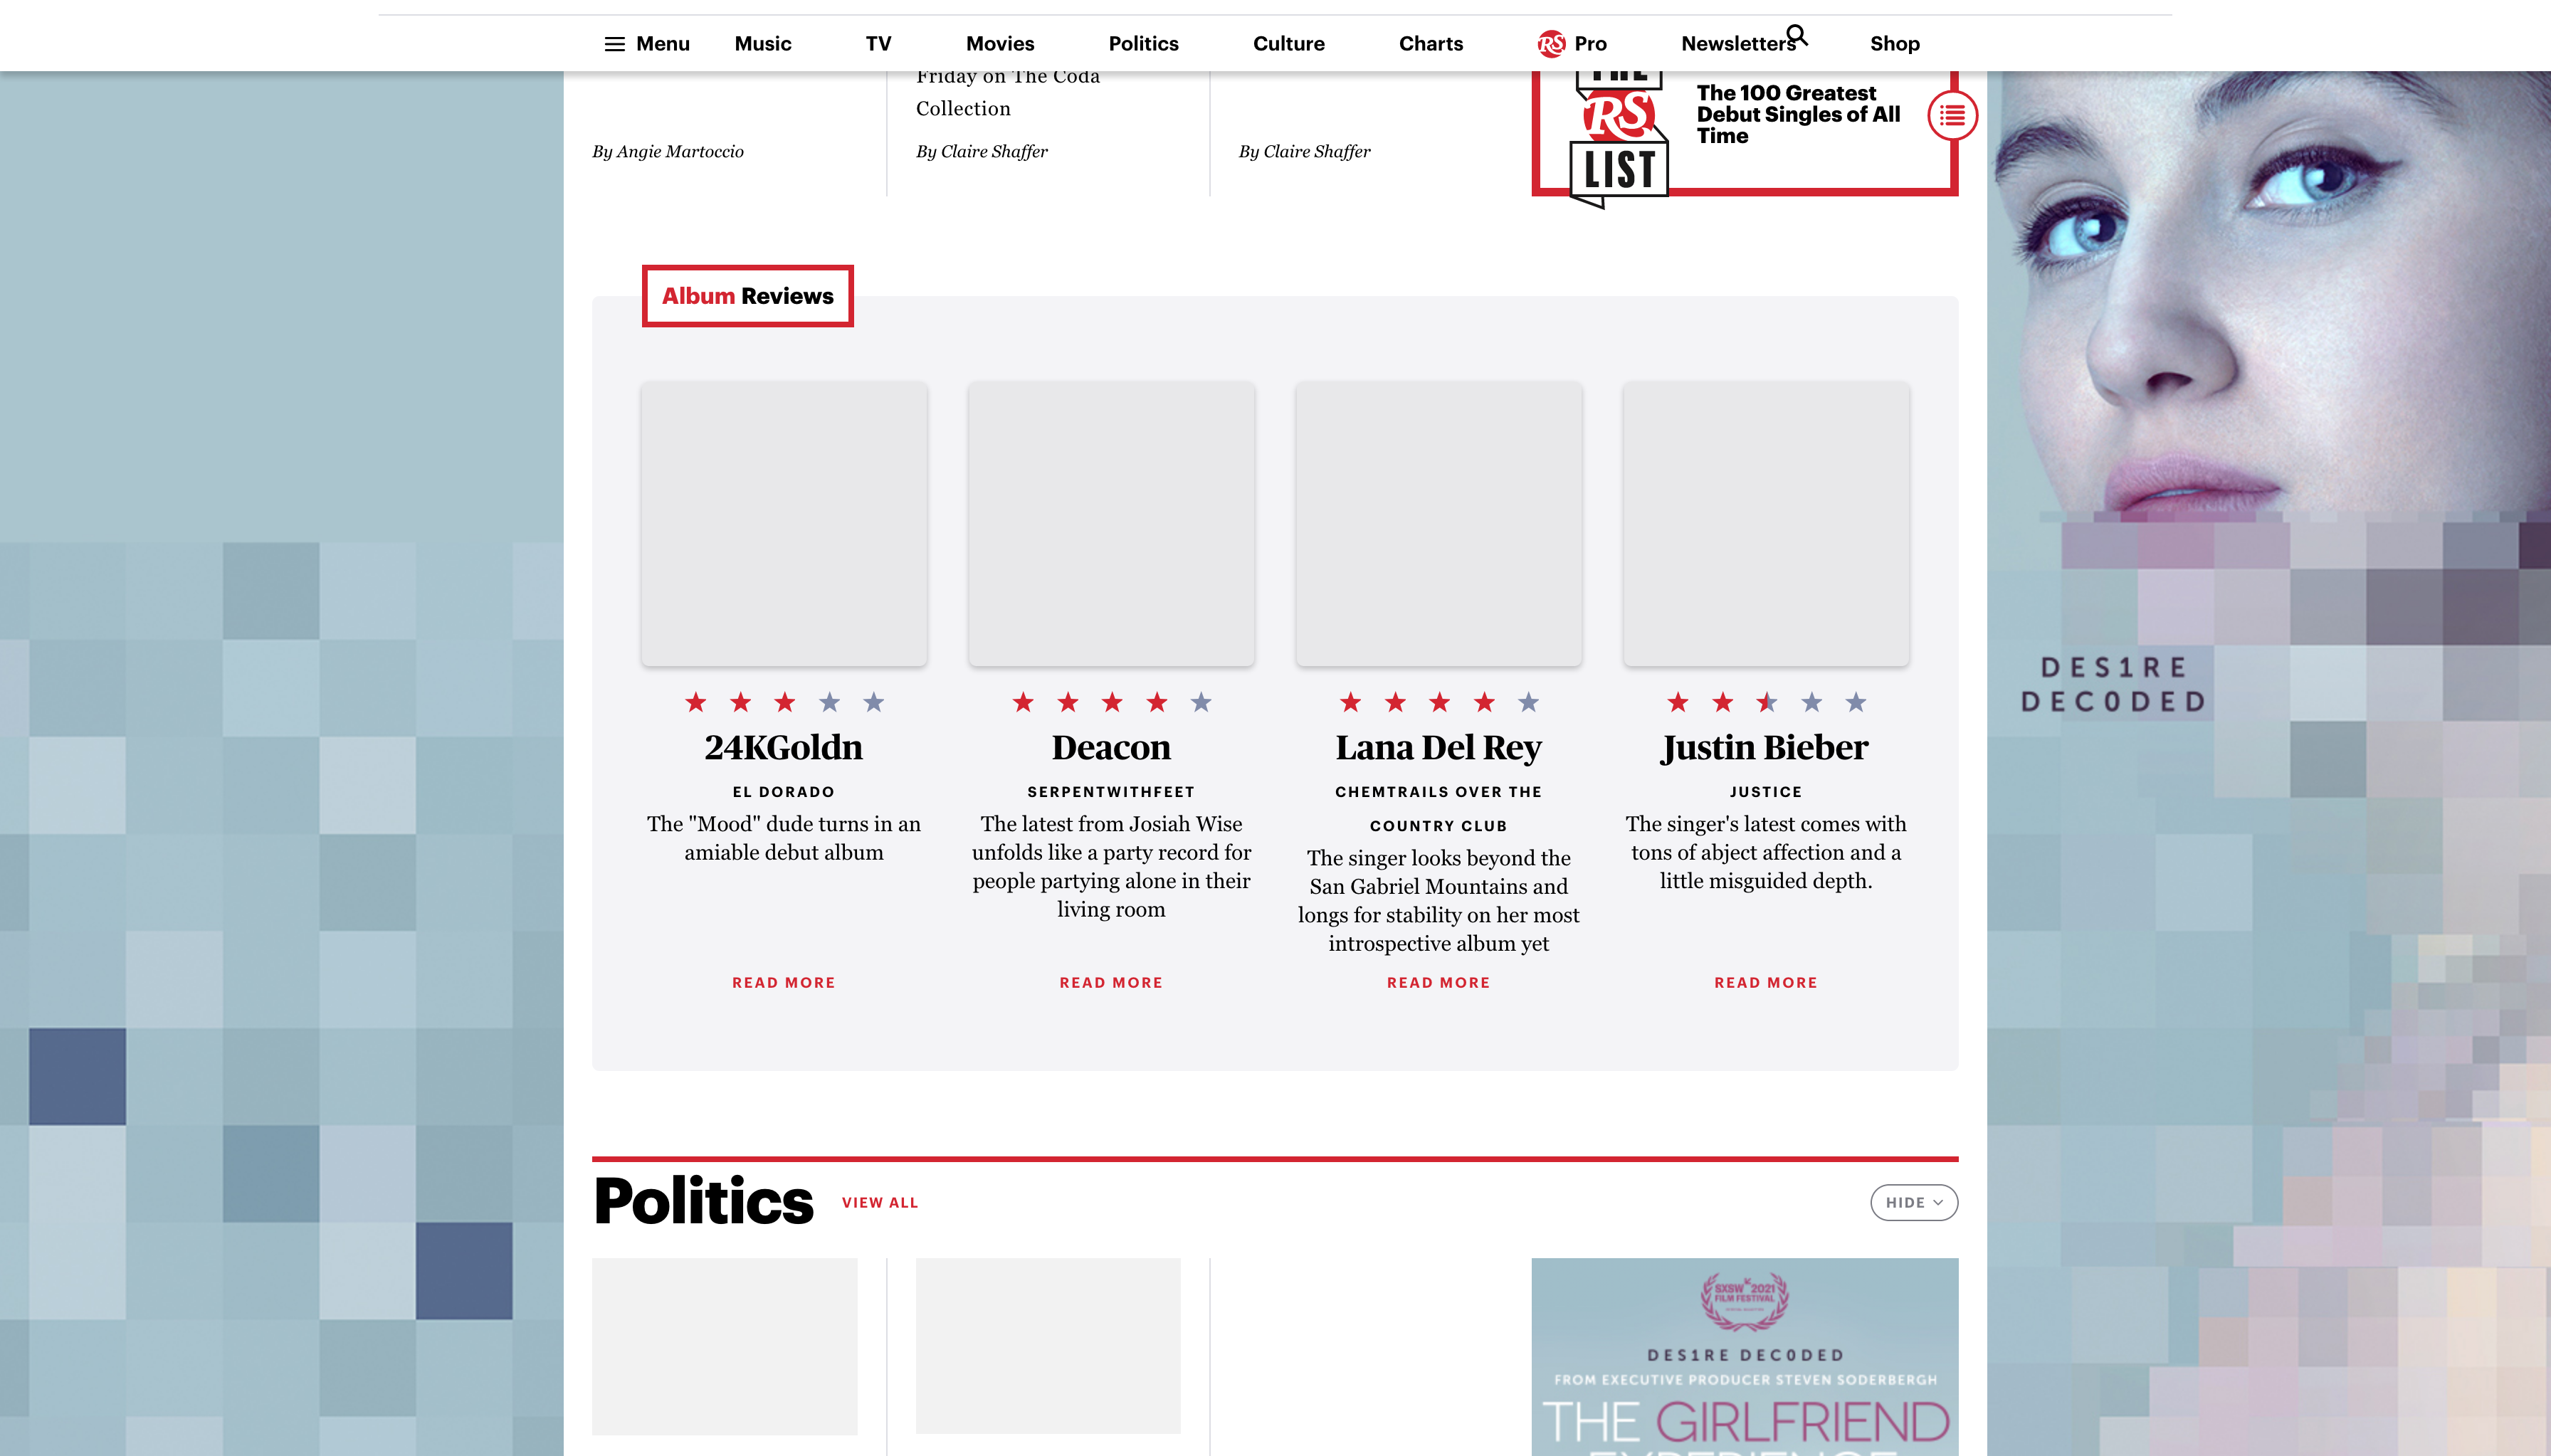 Menu Music TV Movies Politics Culture Charts RS Pro Newsletters Shop
Friday on The Coda
Collection
By Angie Martoccio
By Claire Shaffer
By Claire Shaffer
THE
RS
LIST
The 100 Greatest
Debut Singles of All
Time
Album Reviews
24KGoldn
EL DORADO
The "Mood" dude turns in an
amiable debut album
READ MORE
Deacon
SERPENTWITHFEET
The latest from Josiah Wise
unfolds like a party record for
people partying alone in their
living room
READ MORE
Lana Del Rey
CHEMTRAILS OVER THE
COUNTRY CLUB
The singer looks beyond the
San Gabriel Mountains and
longs for stability on her most
introspective album yet
READ MORE
Justin Bieber
JUSTICE
The singer's latest comes with
tons of abject affection and a
little misguided depth.
READ MORE
DES1RE
DEC0DED
Politics VIEW ALL
HIDE
SXSW 2021
FILM FESTIVAL
DES1RE DEC0DED
FROM EXECUTIVE PRODUCER STEVEN SODERBERGH
THE GIRLFRIEND
EXPERIENCE